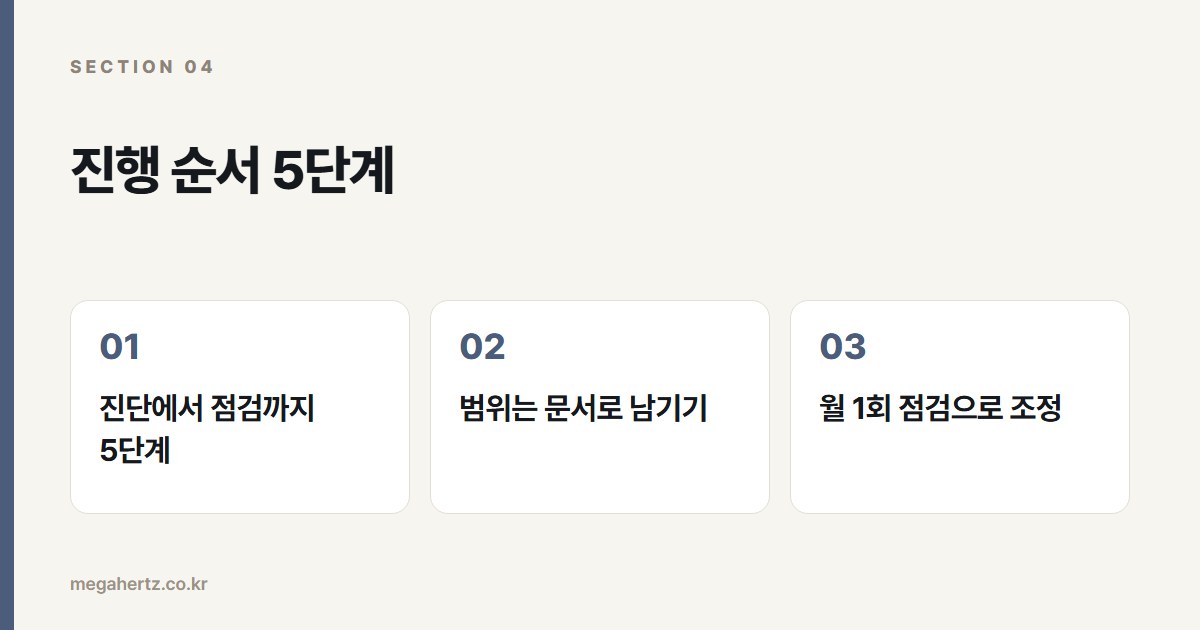 SECTION 04
진행 순서 5단계
01
진단에서 점검까지
5단계
02
범위는 문서로 남기기
03
월 1회 점검으로 조정
megahertz.co.kr